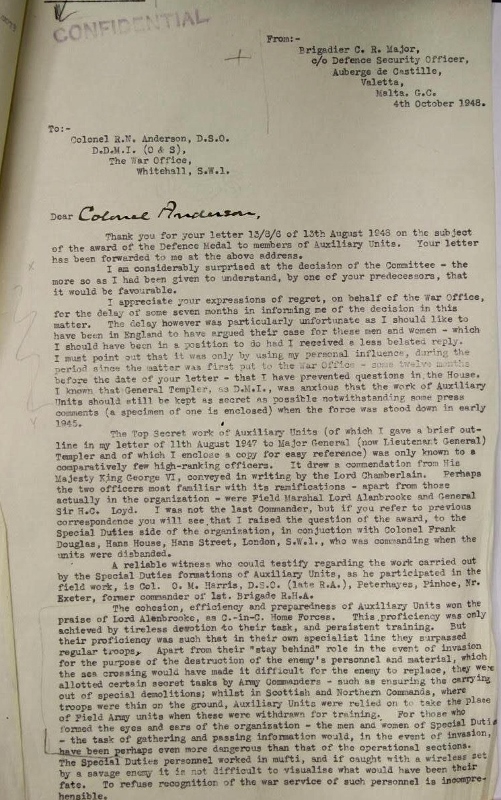 CONFIDENTIAL
From:-
Brigadier C. R. Major,
c/o Defence Security Officer,
Auberge de Castille,
Valetta,
Malta. G.C.
4th October 1948.
To:-
Colonel R.N. Anderson, D.S.O.
D.D.M.I. (O & S),
The War Office,
Whitehall, S.W.1.
Dear Colonel Anderson,
Thank you for your letter 13/8/6 of 13th August 1948 on the subject
of the award of the Defence Medal to members of Auxiliary Units. Your letter
has been forwarded to me at the above address.
I am considerably surprised at the decision of the Committee - the
more so as I had been given to understand, by one of your predecessors, that
it would be favourable.
I appreciate your expressions of regret, on behalf of the War Office,
for the delay of some seven months in informing me of the decision in this
matter. The delay however was particularly unfortunate as I should like to
have been in England to have argued their case for these men and women - which
I should have been in a position to do had I received a less belated reply.
I must point out that it was only by using my personal influence, during the
period since the matter was first put to the War Office - some twelve months
before the date of your letter - that I have prevented questions in the House.
I known that General Templer, as D.M.I., was anxious that the work of Auxiliary
Units should still be kept as secret as possible notwithstanding some press
comments (a specimen of one is enclosed) when the force was stood down in early
1945.
The Top Secret work of Auxiliary Units (of which I gave a brief out-
line in my letter of 11th August 1947 to Major General (now Lieutenant General)
Templer and of which I enclose a copy for easy reference) was only known to a
comparatively few high-ranking officers. It drew a commendation from His
Majesty King George VI, conveyed in writing by the Lord Chamberlain. Perhaps
the two officers most familiar with its ramifications - apart from those
actually in the organization - were Field Marshal Lord Alanbrooke and General
Sir H.C. Loyd. I was not the last Commander, but if you refer to previous
correspondence you will see that I raised the question of the award, to the
Special Duties side of the organization, in conjuction with Colonel Frank
Douglas, Hans House, Hans Street, London, S.W.1., who was commanding when the
units were disbanded.
A reliable witness who could testify regarding the work carried out
by the Special Duties formations of Auxiliary Units, as he participated in the
field work, is Col. O. M. Harris, D.S.C. (late R.A.), Peterhayes, Pinhoe, Nr.
Exeter, former commander of 1st. Brigade R.H.A.
The cohesion, efficiency and preparedness of Auxiliary Units won the
praise of Lord Alenbrooke, as C.-in-C. Home Forces. This proficiency was only
achieved by tireless devotion to their task, and persistent training. But
their proficiency was such that in their own specialist line they surpassed
regular troops. Apart from their "stay behind" role in the event of invasion
for the purpose of the destruction of the enemy's personnel and material, which
the sea crossing would have made it difficult for the enemy to replace, they were
allotted certain secret tasks by Army Commanders - such as ensuring the carrying
out of special demolitions; whilst in Scottish and Northern Commands, where
troops were thin on the ground, Auxiliary Units were relied on to take the place
of Field Army units when these were withdrawn for training. For those who
formed the eyes and ears of the organization - the men and women of Special Duties
- the task of gathering and passing information would, in the event of invasion,
have been perhaps even more dangerous than that of the operational sections.
The Special Duties personnel worked in mufti, and if caught with a wireless set
by a savage enemy it is not difficult to visualise what would have been their
fate. To refuse recognition of the war service of such personnel is incompre-
hensible.